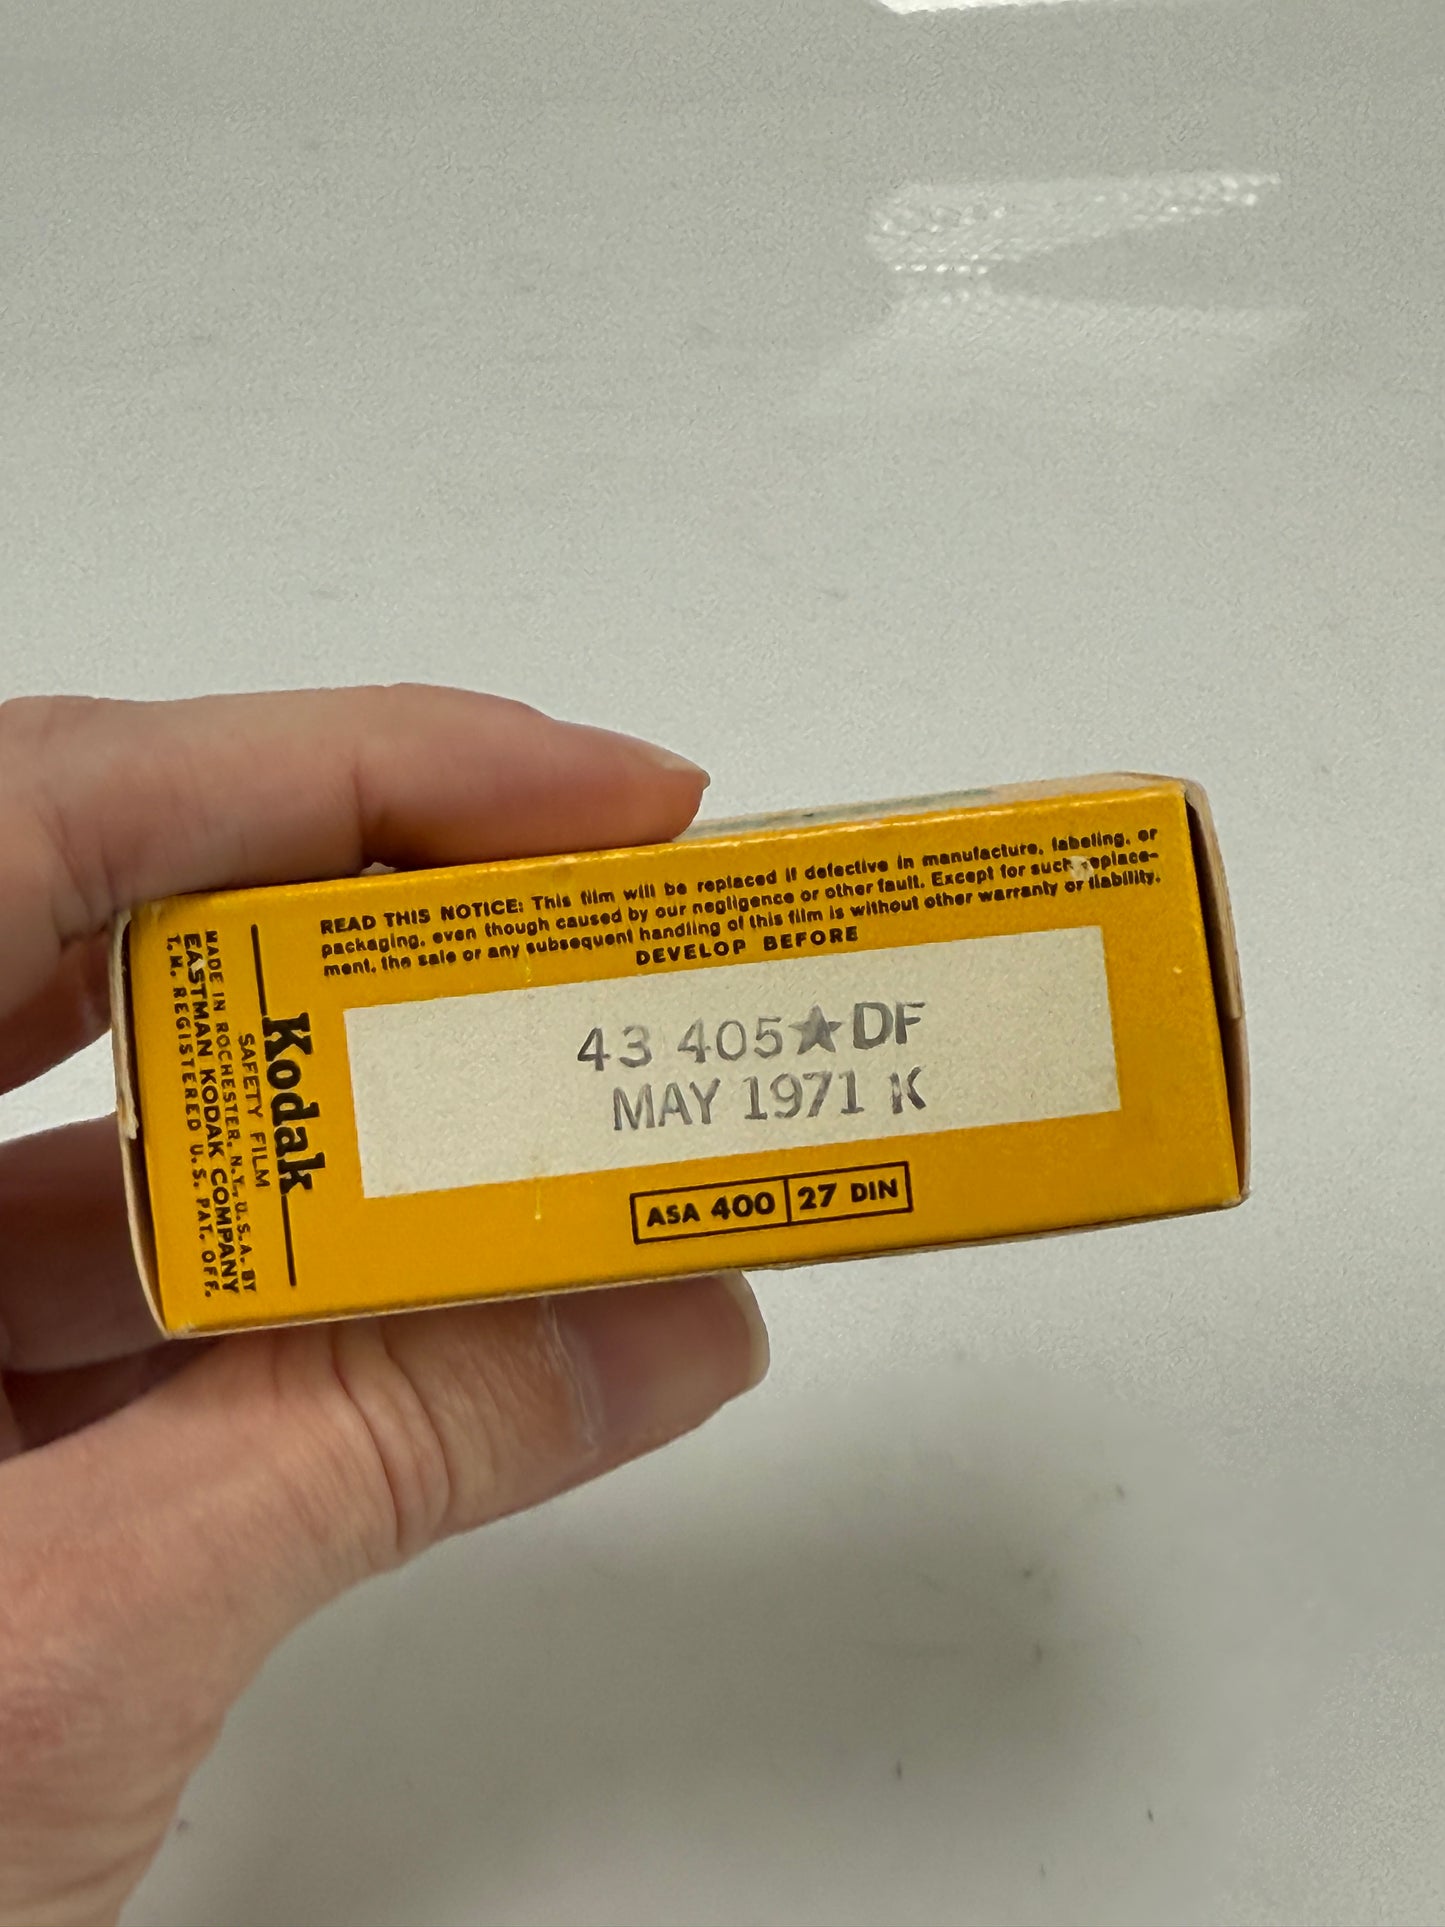 READ THIS NOTICE: This film will be replaced if defective in manufacture, labeling, or
packaging, even though caused by our negligence or other fault. Except for such replace-
ment, the sale or any subsequent handling of this film is without other warranty or liability.
DEVELOP BEFORE
43 405★DF
MAY 1971 K
ASA 400 27 DIN
Kodak
SAFETY FILM
MADE IN ROCHESTER, N.Y., U.S.A. BY
EASTMAN KODAK COMPANY
T.M. REGISTERED U.S. PAT. OFF.